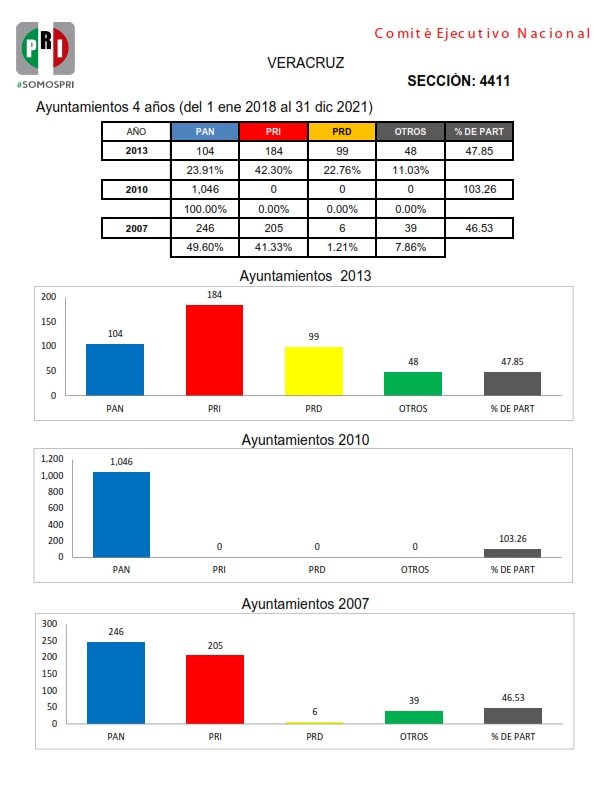 PRI
#SOMOSPRI
Comité Ejecutivo Nacional
VERACRUZ
SECCIÓN: 4411
Ayuntamientos 4 años (del 1 ene 2018 al 31 dic 2021)
AÑO PAN PRI PRD OTROS % DE PART
2013 104 184 99 48 47.85
23.91% 42.30% 22.76% 11.03%
2010 1,046 0 0 0 103.26
100.00% 0.00% 0.00% 0.00%
2007 246 205 6 39 46.53
49.60% 41.33% 1.21% 7.86%
Ayuntamientos 2013
200
150
100
50
0
104 184 99 48 47.85
PAN PRI PRD OTROS % DE PART
Ayuntamientos 2010
1,200
1,000
800
600
400
200
0
1,046 0 0 0 103.26
PAN PRI PRD OTROS % DE PART
Ayuntamientos 2007
300
250
200
150
100
50
0
246 205 6 39 46.53
PAN PRI PRD OTROS % DE PART